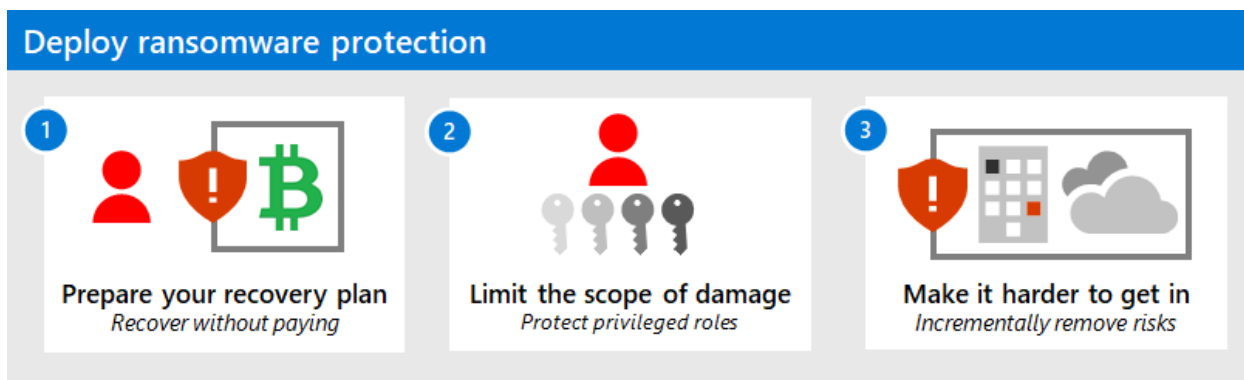 Deploy ransomware protection
1
Prepare your recovery plan
Recover without paying
2
Limit the scope of damage
Protect privileged roles
3
Make it harder to get in
Incrementally remove risks